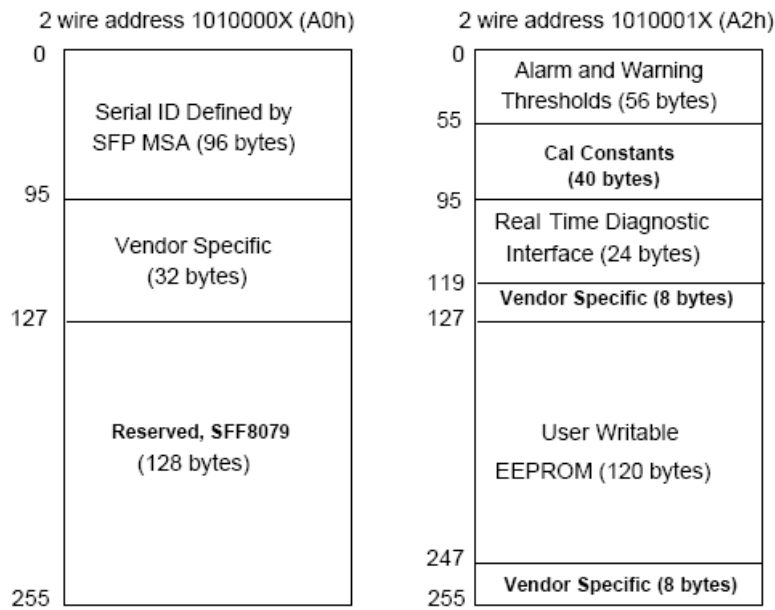 2 wire address 1010000X (A0h)
0
Serial ID Defined by
SFP MSA (96 bytes)
95
Vendor Specific
(32 bytes)
127
Reserved, SFF8079
(128 bytes)
255
2 wire address 1010001X (A2h)
0
Alarm and Warning
Thresholds (56 bytes)
55
Cal Constants
(40 bytes)
95
Real Time Diagnostic
Interface (24 bytes)
119
Vendor Specific (8 bytes)
127
User Writable
EEPROM (120 bytes)
247
Vendor Specific (8 bytes)
255